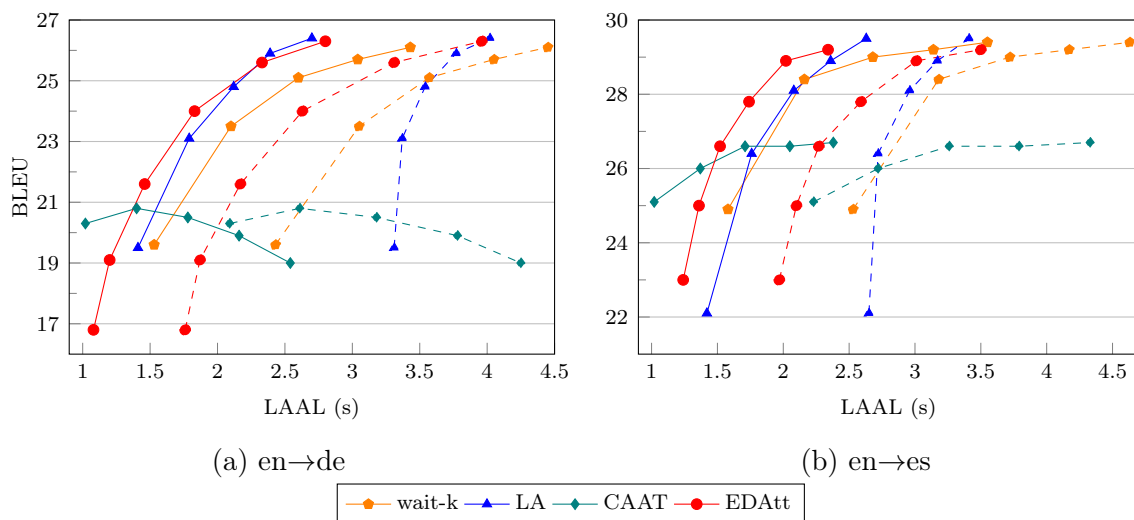 27
25
23
21
19
17
BLEU
1 1.5 2 2.5 3 3.5 4 4.5
LAAL (s)
(a) en→de
30
28
26
24
22
1 1.5 2 2.5 3 3.5 4 4.5
LAAL (s)
(b) en→es
wait-k LA CAAT EDAtt